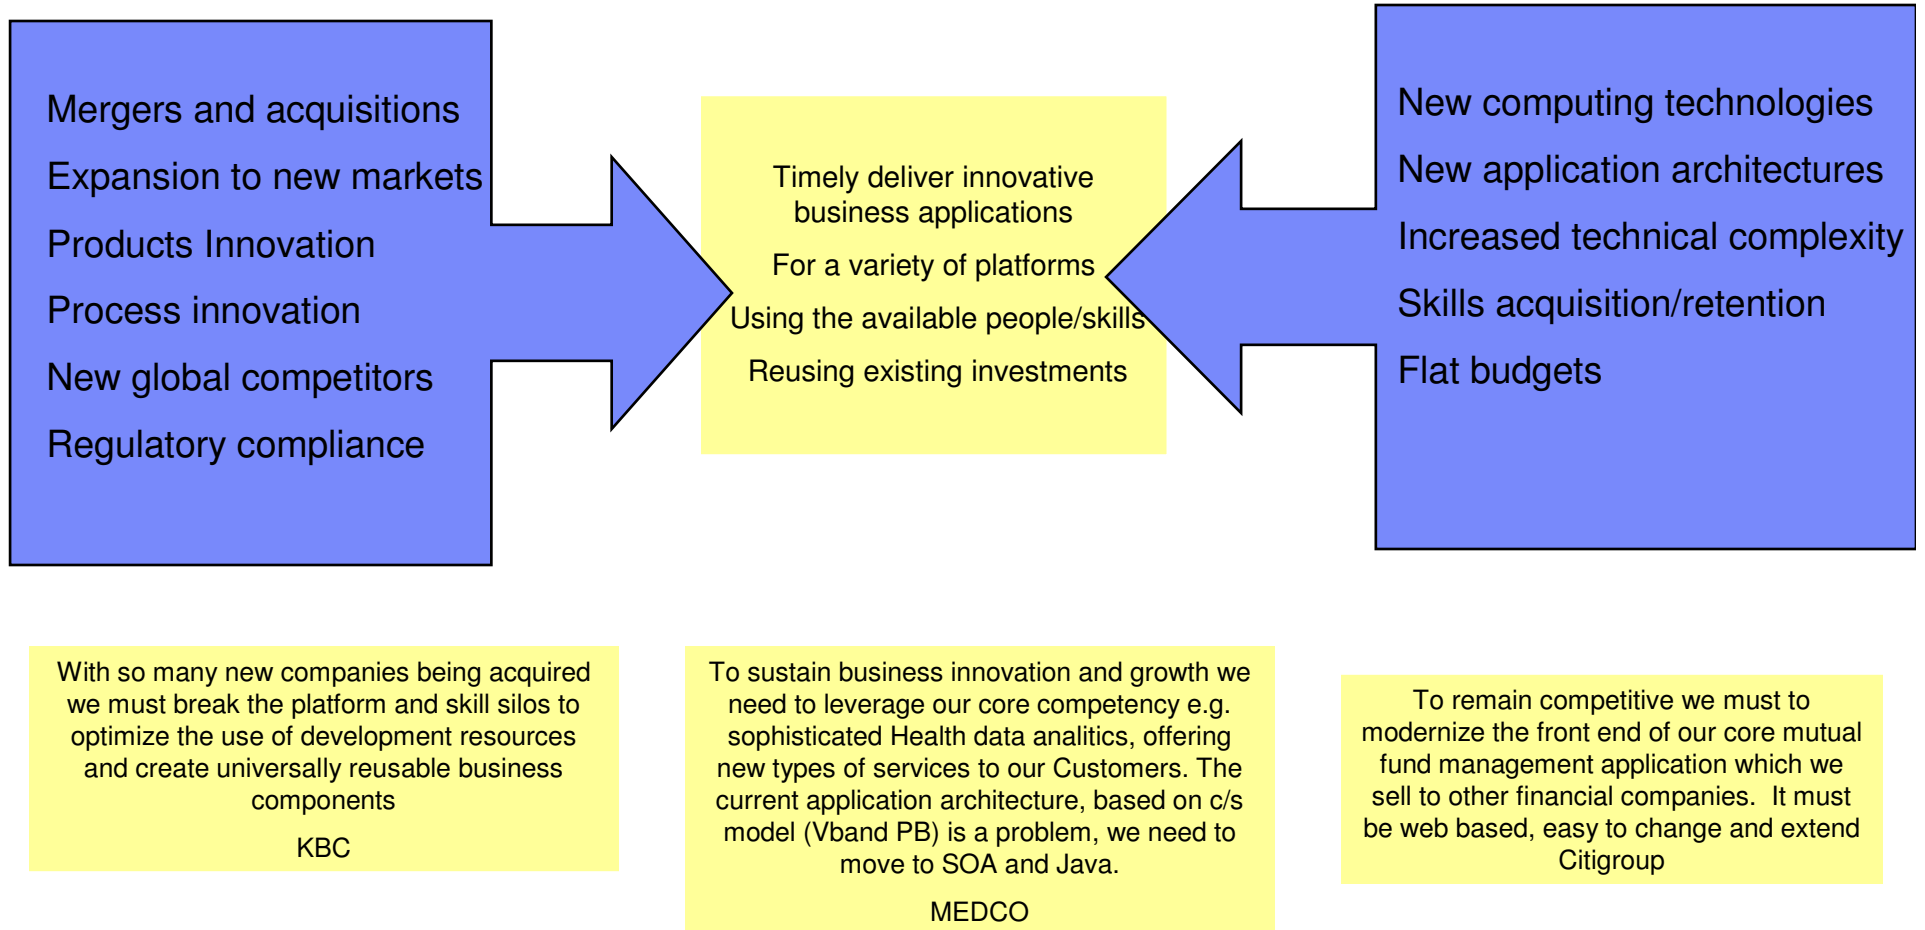 Mergers and acquisitions
Expansion to new markets
Products Innovation
Process innovation
New global competitors
Regulatory compliance
Timely deliver innovative
business applications
For a variety of platforms
Using the available people/skills
Reusing existing investments
New computing technologies
New application architectures
Increased technical complexity
Skills acquisition/retention
Flat budgets
With so many new companies being acquired
we must break the platform and skill silos to
optimize the use of development resources
and create universally reusable business
components
KBC
To sustain business innovation and growth we
need to leverage our core competency e.g.
sophisticated Health data analitics, offering
new types of services to our Customers. The
current application architecture, based on c/s
model (Vband PB) is a problem, we need to
move to SOA and Java.
MEDCO
To remain competitive we must to
modernize the front end of our core mutual
fund management application which we
sell to other financial companies.  It must
be web based, easy to change and extend
Citigroup